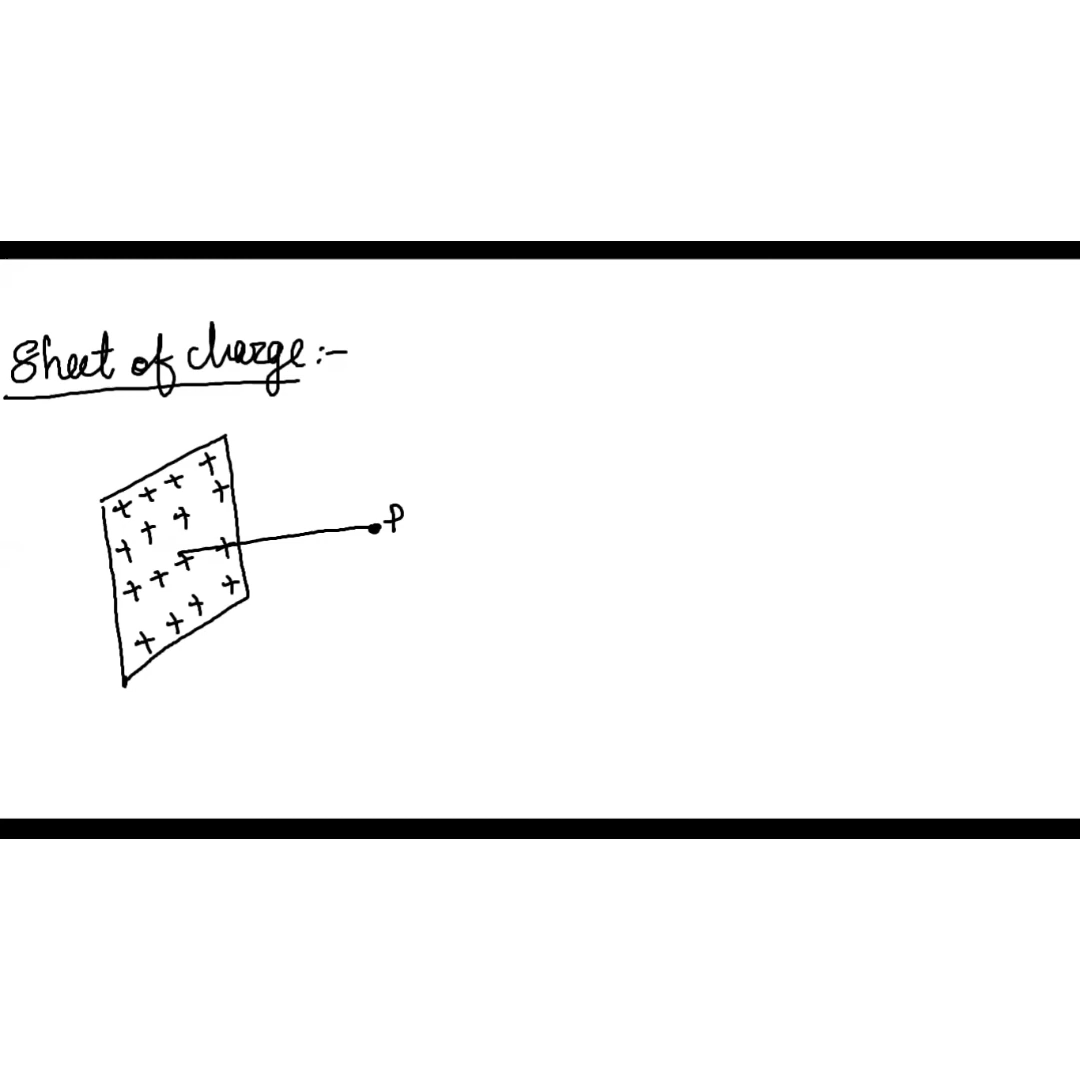 Sheet of charge:-
+ + + +
+ + + +
+ + + +
+ + + +
P